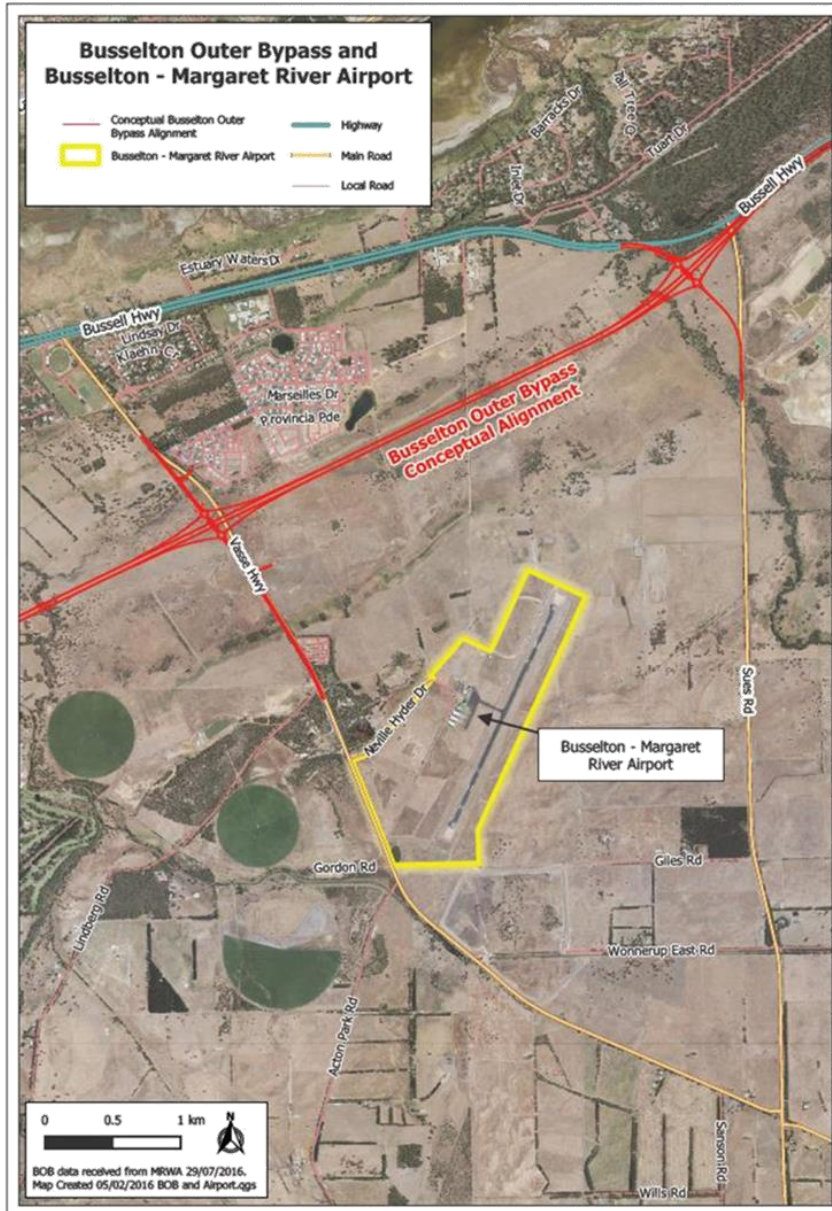 Busselton Outer Bypass and
Busselton - Margaret River Airport
Conceptual Busselton Outer
Bypass Alignment
Busselton - Margaret River Airport
Highway
Main Road
Local Road
Barracks Dr
Tall Tree C
Inlet Dr
Tuart Dr
Bussell Hwy
Estuary Waters Dr
Bussell Hwy
Lindsay Dr
Klaehn Cr
Marseilles Dr
Provincia Pde
Busselton Outer Bypass
Conceptual Alignment
Vasse Hwy
Neville Hyder Dr
Sues Rd
Busselton - Margaret
River Airport
Gordon Rd
Giles Rd
Lindberg Rd
Wonnerup East Rd
Acton Park Rd
Sanson Rd
Wills Rd
0 0.5 1 km
N
BOB data received from MRWA 29/07/2016.
Map Created 05/02/2016 BOB and Airport.qgs